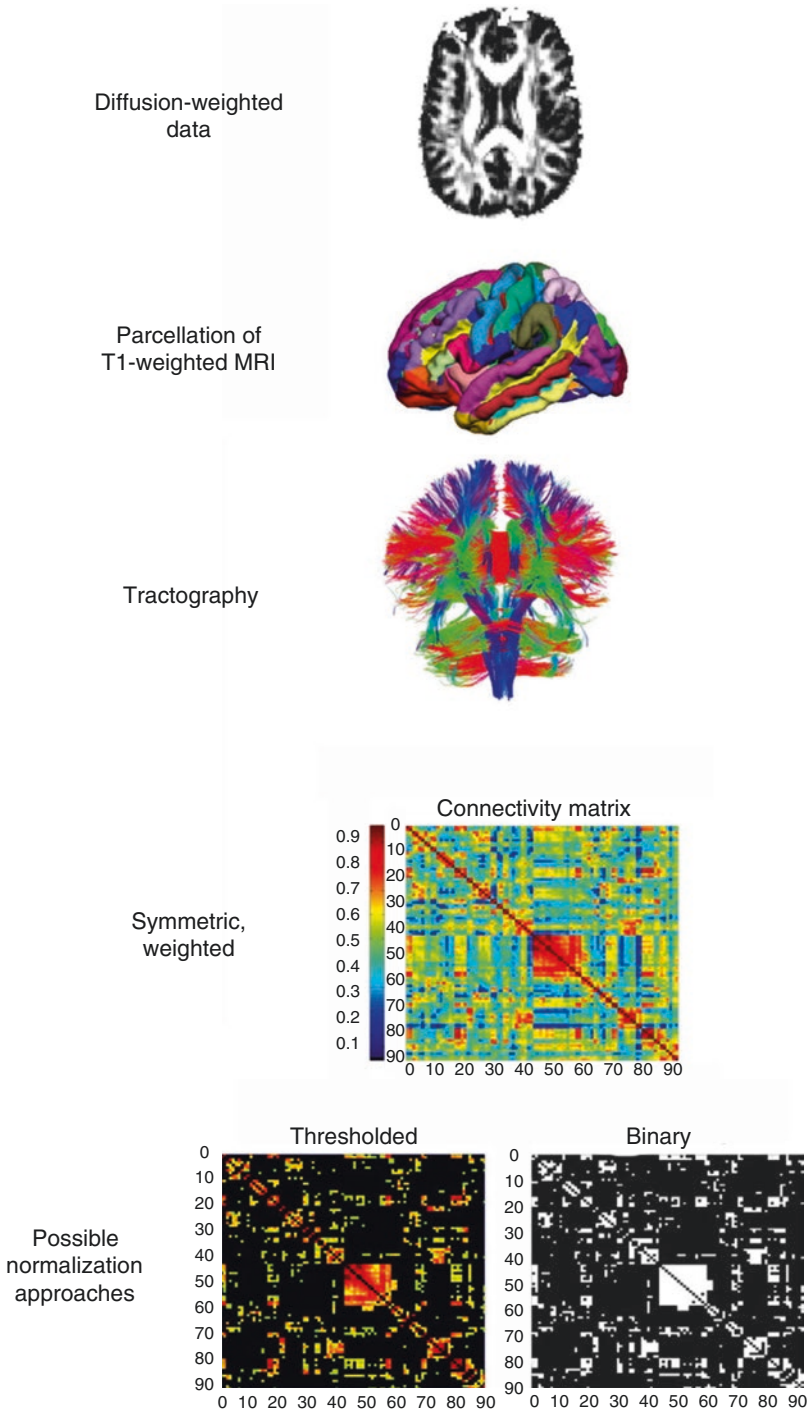 Diffusion-weighted
data
Parcellation of
T1-weighted MRI
Tractography
Connectivity matrix
Symmetric,
weighted
0.9
0.8
0.7
0.6
0.5
0.4
0.3
0.2
0.1
0
10
20
30
40
50
60
70
80
90
0 10 20 30 40 50 60 70 80 90
Possible
normalization
approaches
Thresholded
0
10
20
30
40
50
60
70
80
90
0 10 20 30 40 50 60 70 80 90
Binary
0
10
20
30
40
50
60
70
80
90
0 10 20 30 40 50 60 70 80 90